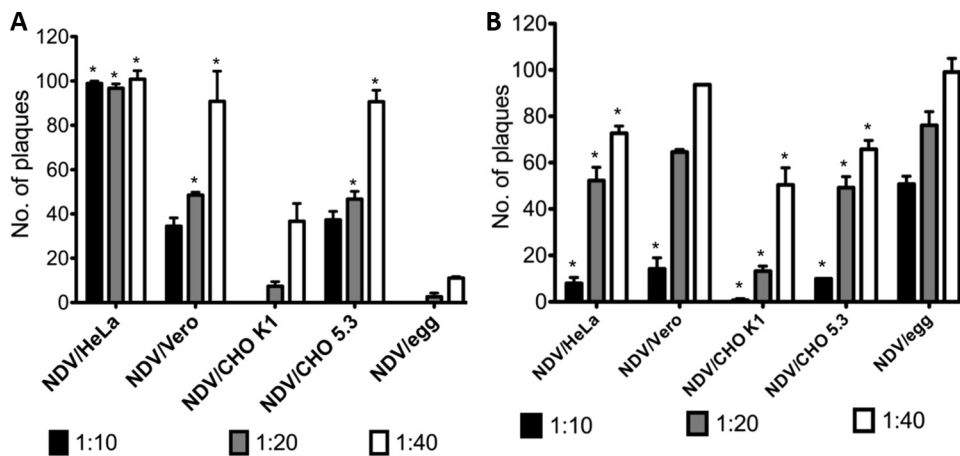 A
No. of plaques
120
100
80
60
40
20
0
* * *
* *
* *
NDV/HeLa
NDV/Vero
NDV/CHO K1
NDV/CHO 5.3
NDV/egg
1:10 1:20 1:40
B
No. of plaques
120
100
80
60
40
20
0
* * *
*
* * *
* * *
NDV/HeLa
NDV/Vero
NDV/CHO K1
NDV/CHO 5.3
NDV/egg
1:10 1:20 1:40